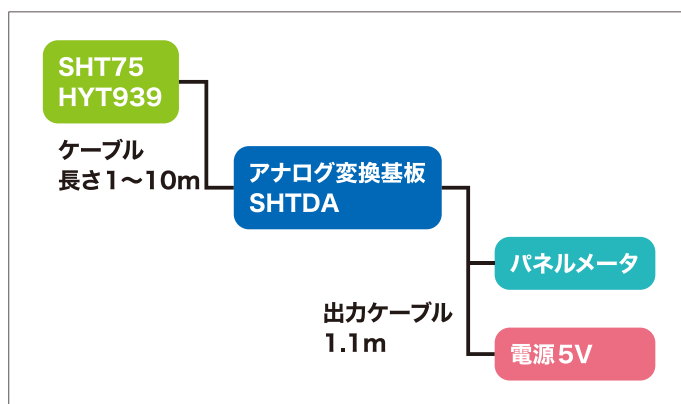 SHT75
HYT939
ケーブル
長さ1〜10m
アナログ変換基板
SHTDA
パネルメータ
出力ケーブル
1.1m
電源5V